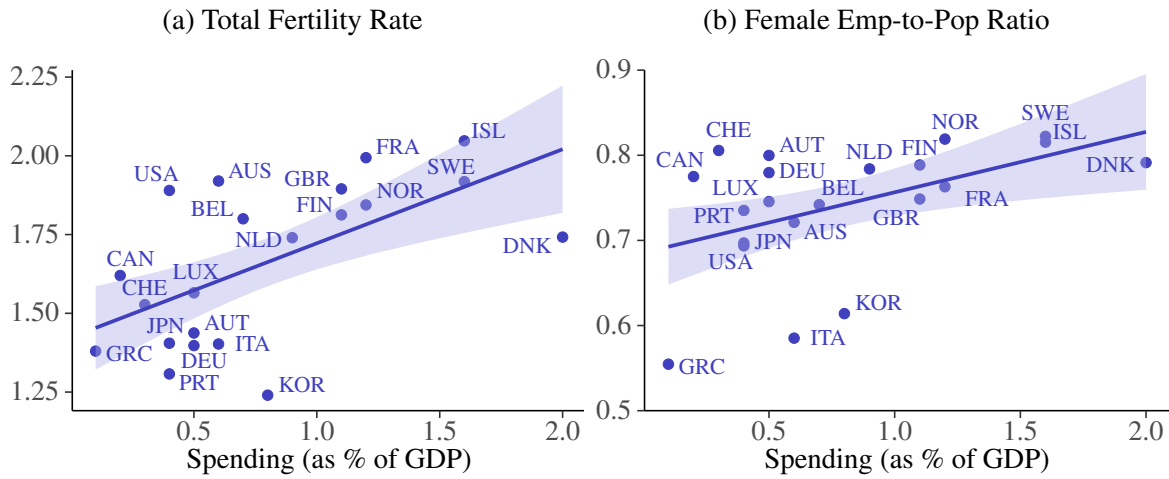 (a) Total Fertility Rate
2.25
2.00
1.75
1.50
1.25
ISL
FRA
SWE
USA
AUS
GBR
NOR
BEL
FIN
NLD
DNK
CAN
LUX
CHE
JPN
AUT
GRC
DEU
ITA
PRT
KOR
0.5
1.0
1.5
2.0
Spending (as % of GDP)
(b) Female Emp-to-Pop Ratio
0.9
0.8
0.7
0.6
0.5
SWE
NOR
ISL
CHE
AUT
FIN
CAN
DEU
NLD
DNK
LUX
BEL
FRA
PRT
GBR
AUS
JPN
USA
KOR
ITA
GRC
0.5
1.0
1.5
2.0
Spending (as % of GDP)